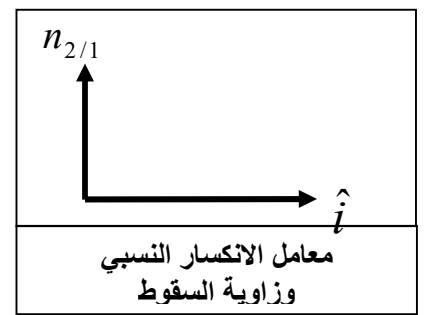 n₂/₁
î
معامل الانكسار النسبي
وزاوية السقوط